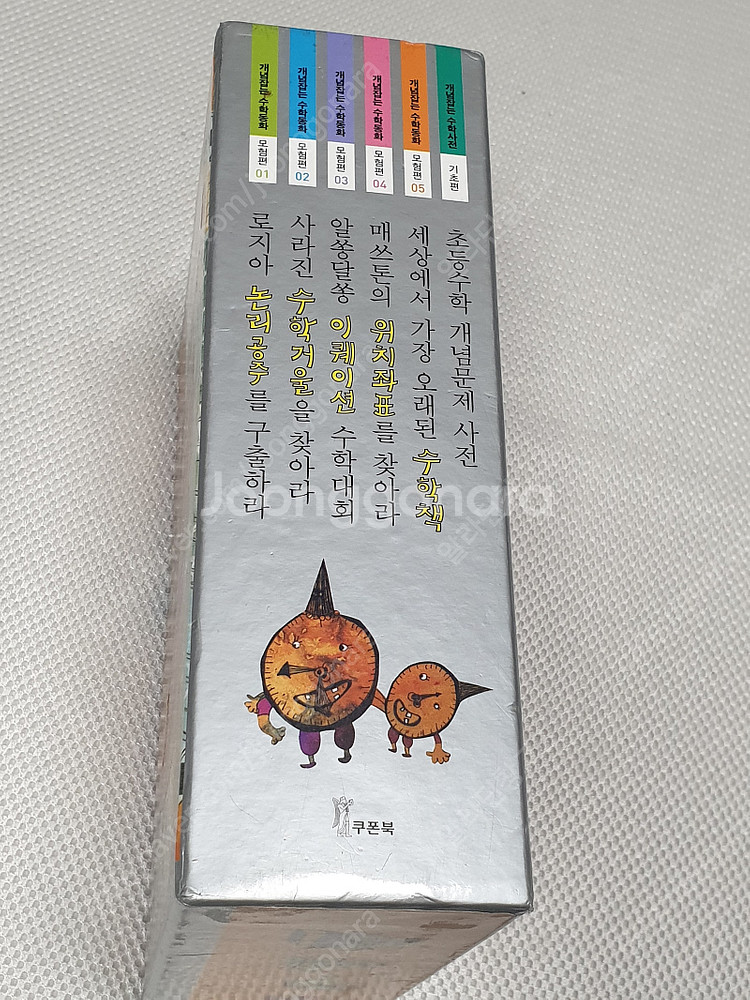 개념잡는 수학동화
모험편
01
개념잡는 수학동화
모험편
02
개념잡는 수학동화
모험편
03
개념잡는 수학동화
모험편
04
개념잡는 수학동화
모험편
05
개념잡는 수학사전
기초편
로지아 논리공주를 구출하라
사라진 수학거울을 찾아라
알쏭달쏭 이퀘이션 수학대회
매쓰톤의 위치좌표를 찾아라
세상에서 가장 오래된 수학책
초등수학 개념문제 사전
쿠폰북
Joonggonara